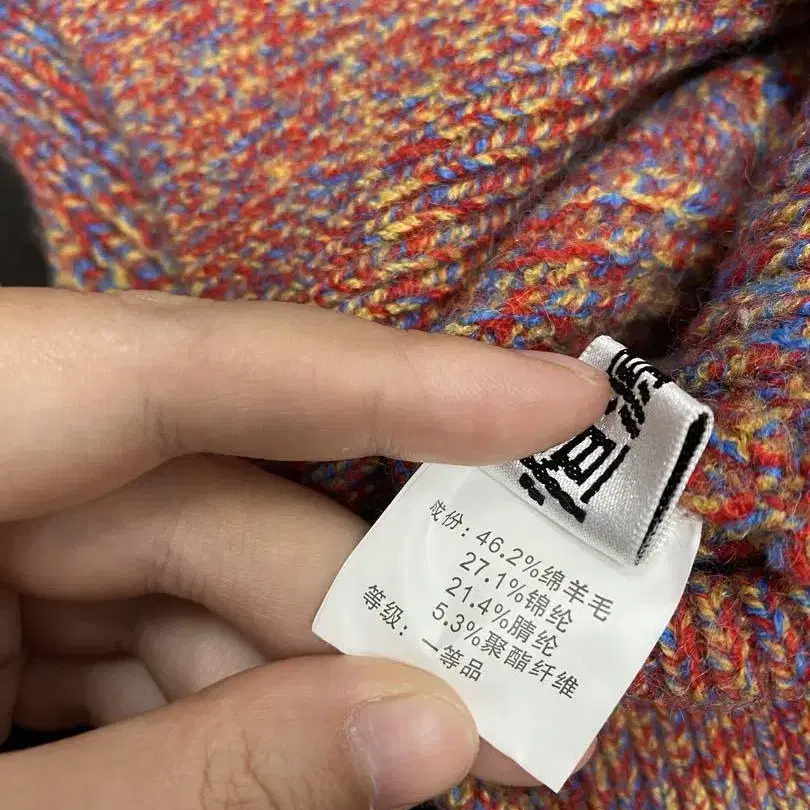 成份：46.2%绵羊毛
27.1%锦纶
21.4%腈纶
5.3%聚酯纤维
等级：一等品